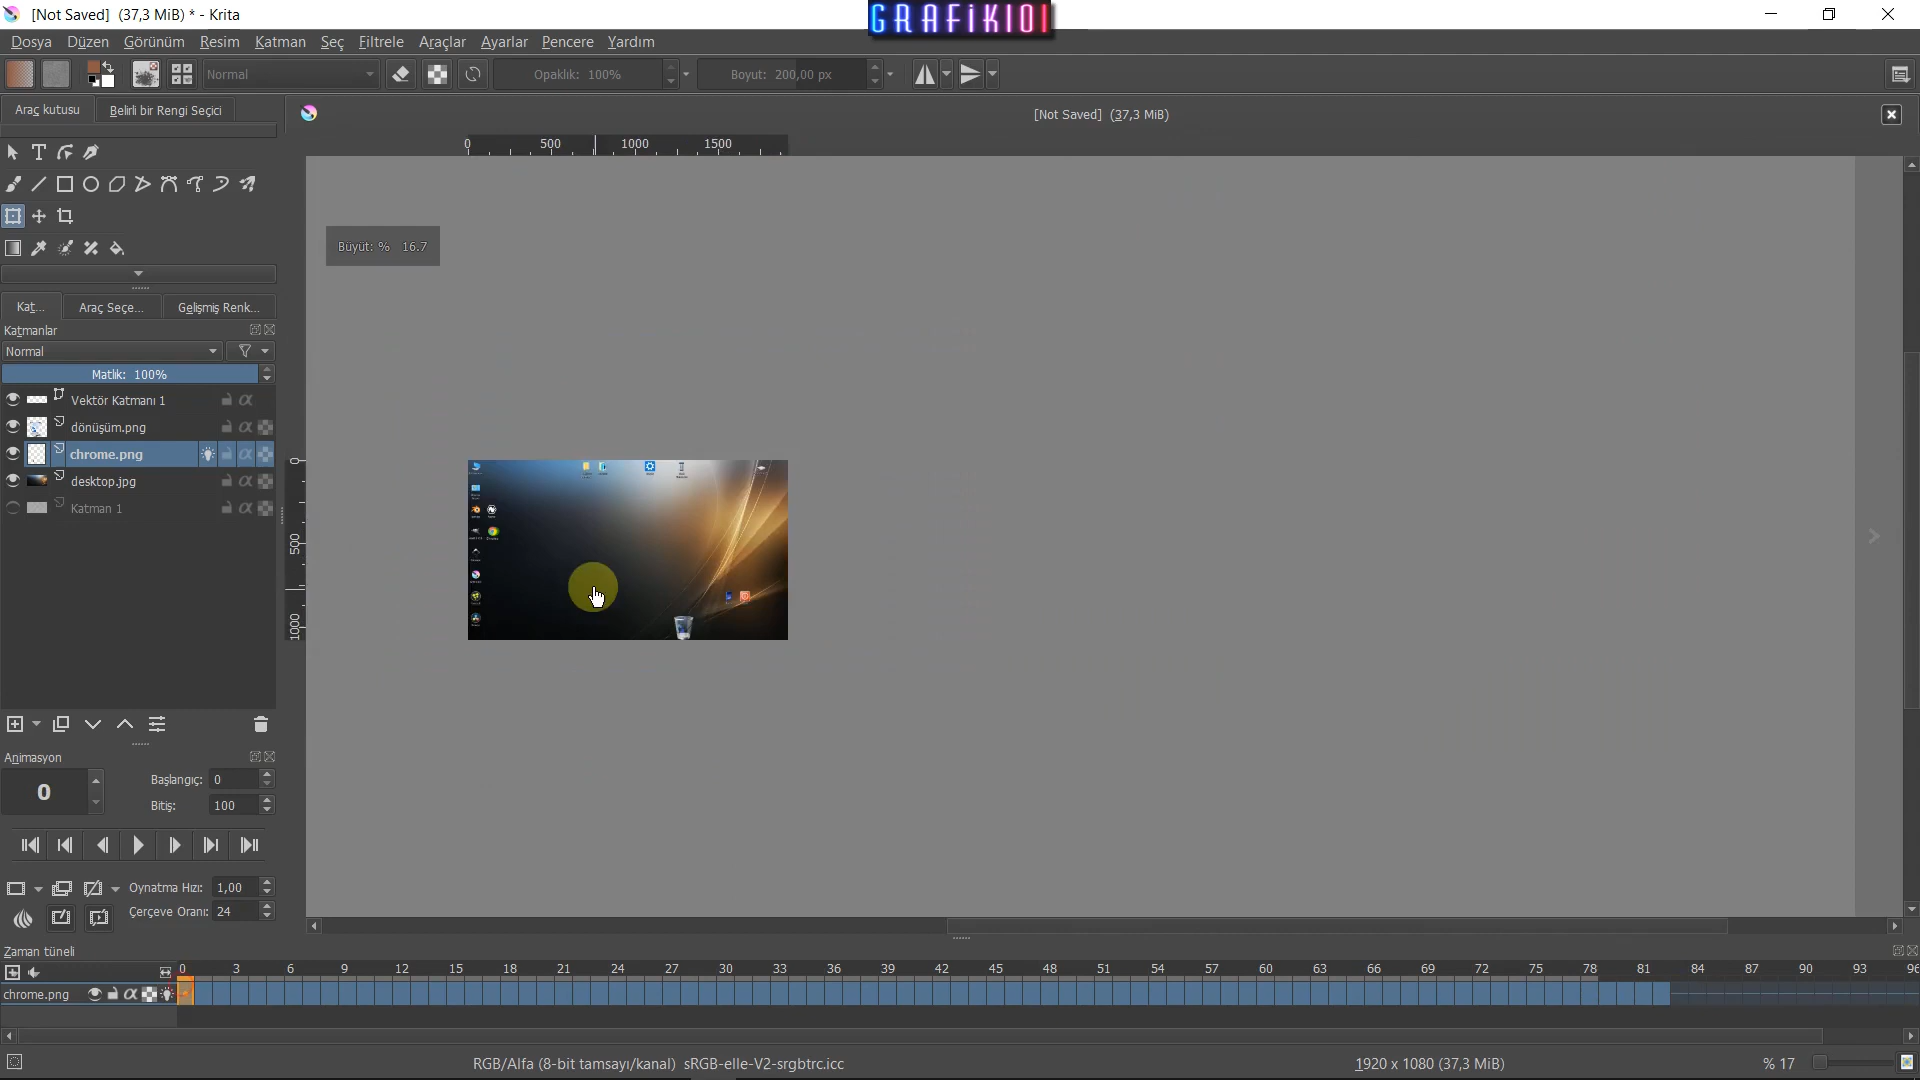 [Not Saved] (37,3 MiB) * - Krita
GRAFiK101
Dosya Düzen Görünüm Resim Katman Seç Filtrele Araçlar Ayarlar Pencere Yardım
Normal
Opaklık: 100%
Boyut: 200,00 px
Araç kutusu
Belirli bir Rengi Seçici
[Not Saved] (37,3 MiB)
0 500 1000 1500
Büyüt: % 16.7
Kat...
Araç Seçe...
Gelişmiş Renk...
Katmanlar
Normal
Matlık: 100%
Vektör Katmanı 1
dönüşüm.png
chrome.png
desktop.jpg
Katman 1
0
500
1000
Animasyon
0
Başlangıç: 0
Bitiş: 100
Oynatma Hızı: 1,00
Çerçeve Oranı: 24
Zaman tüneli
0 3 6 9 12 15 18 21 24 27 30 33 36 39 42 45 48 51 54 57 60 63 66 69 72 75 78 81 84 87 90 93 96
chrome.png
RGB/Alfa (8-bit tamsayı/kanal) sRGB-elle-V2-srgbtrc.icc
1920 x 1080 (37,3 MiB)
% 17